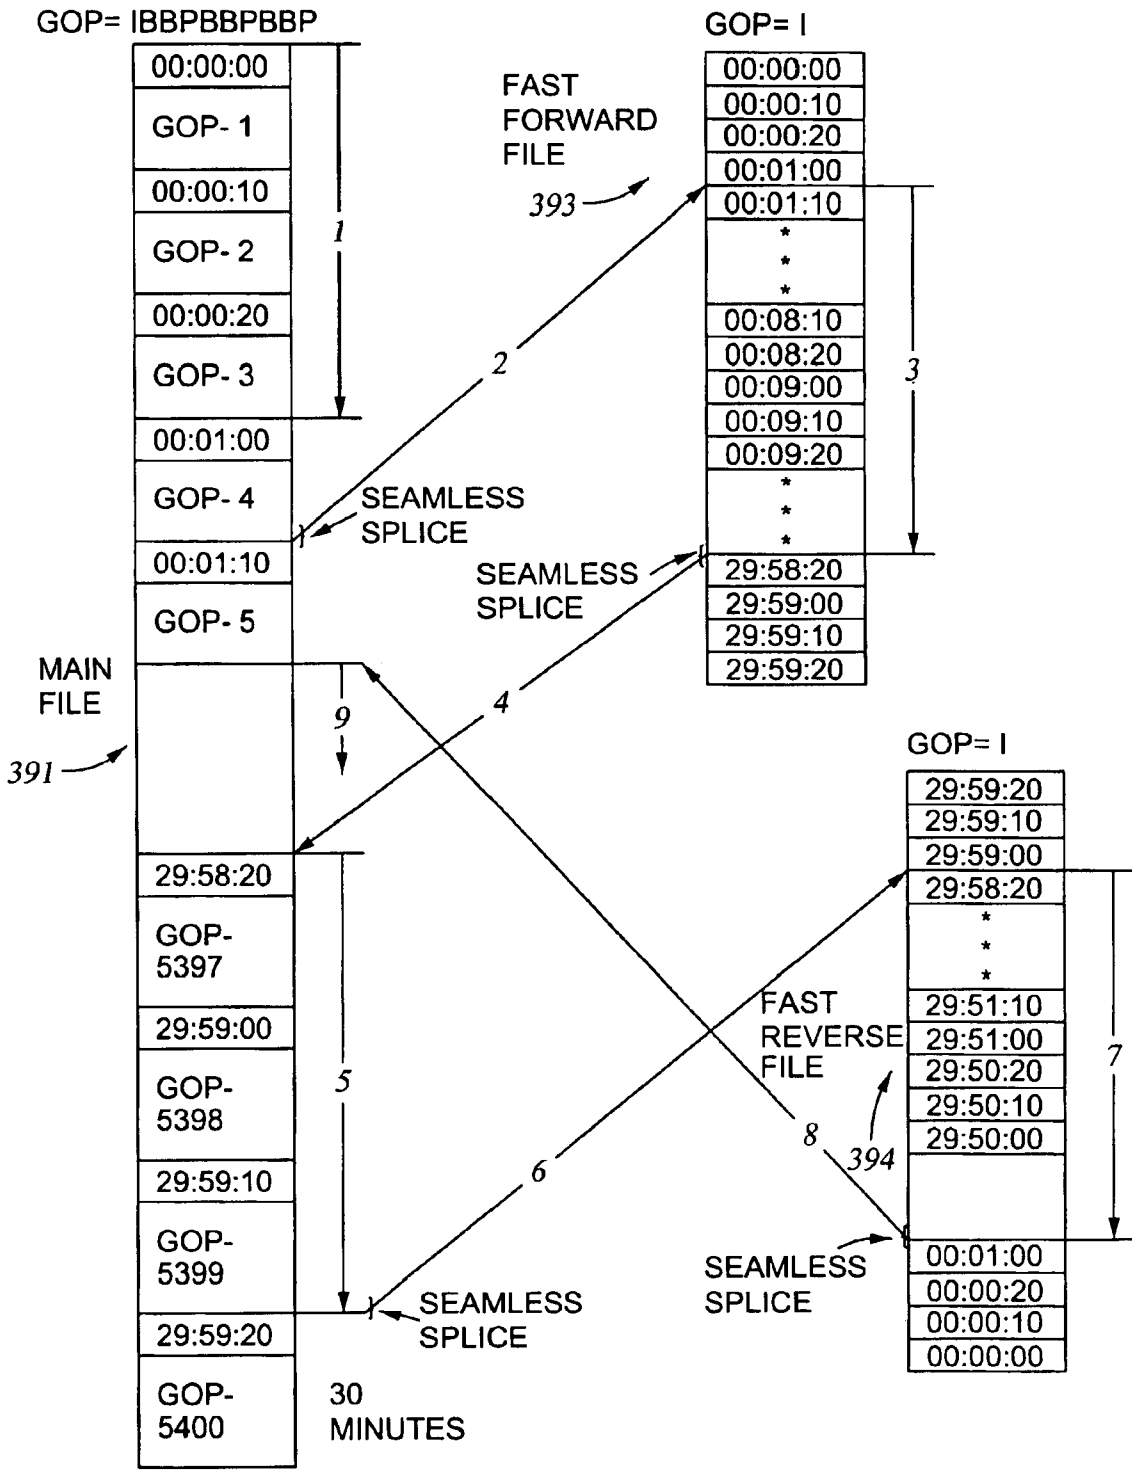 GOP= IBBPBBPBBP
00:00:00
GOP- 1
00:00:10
GOP- 2
00:00:20
GOP- 3
00:01:00
GOP- 4
00:01:10
GOP- 5
MAIN
FILE
391
29:58:20
GOP-
5397
29:59:00
GOP-
5398
29:59:10
GOP-
5399
29:59:20
GOP-
5400
30
MINUTES
1
2
SEAMLESS
SPLICE
9
4
5
6
8
SEAMLESS
SPLICE
GOP= I
FAST
FORWARD
FILE
393
00:00:00
00:00:10
00:00:20
00:01:00
00:01:10
*
*
*
00:08:10
00:08:20
00:09:00
00:09:10
00:09:20
*
*
*
29:58:20
29:59:00
29:59:10
29:59:20
3
SEAMLESS
SPLICE
GOP= I
29:59:20
29:59:10
29:59:00
29:58:20
*
*
*
29:51:10
29:51:00
29:50:20
29:50:10
29:50:00
00:01:00
00:00:20
00:00:10
00:00:00
FAST
REVERSE
FILE
394
7
SEAMLESS
SPLICE